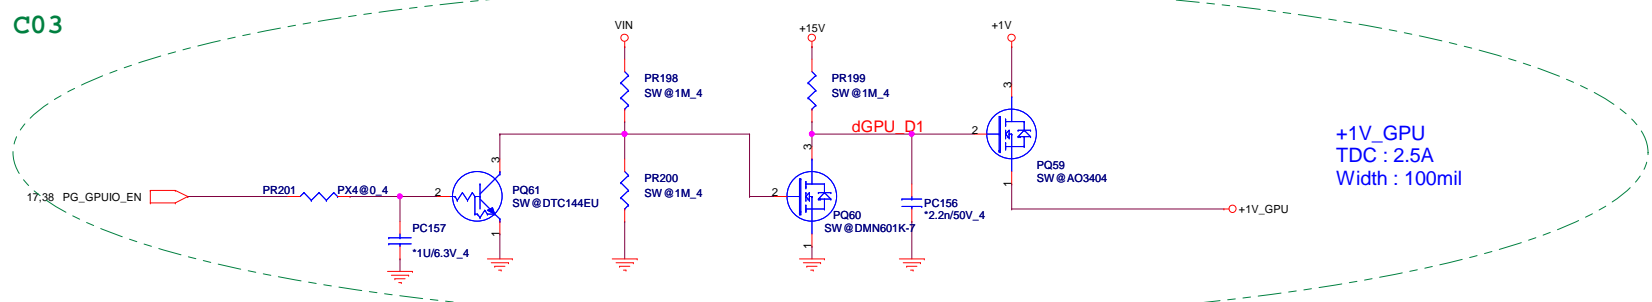 C03
VIN
+15V
+1V
PR198
SW@1M_4
PR199
SW@1M_4
3
dGPU_D1
2
+1V_GPU
TDC : 2.5A
Width : 100mil
3
3
PQ59
SW@AO3404
17,38 PG_GPUIO_EN
PR201
PX4@0_4
2
PQ61
SW@DTC144EU
PR200
SW@1M_4
2
1
PC156
*2.2n/50V_4
+1V_GPU
PC157
*1U/6.3V_4
1
PQ60
SW@DMN601K-7
1